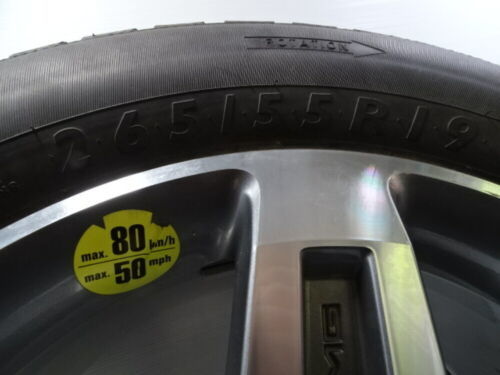 ROTATION
265/55R19
max. 80 km/h
max. 50 mph